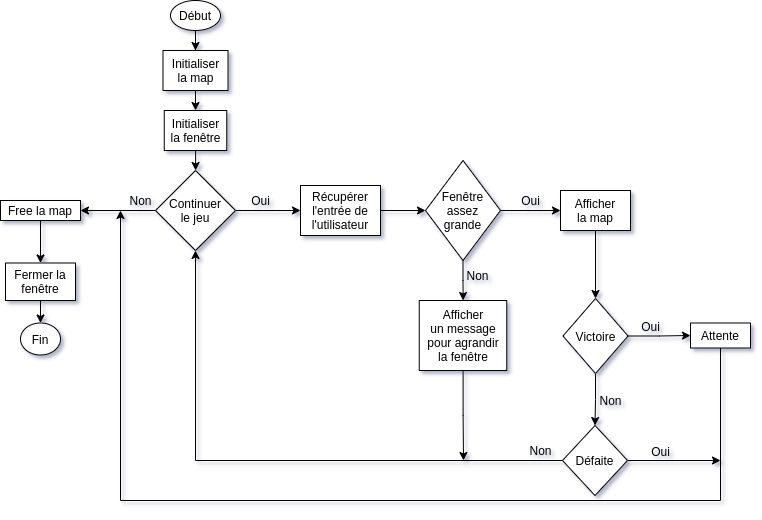 Début
Initialiser
la map
Initialiser
la fenêtre
Continuer
le jeu
Non
Oui
Free la map
Fermer la
fenêtre
Fin
Récupérer
l'entrée de
l'utilisateur
Fenêtre
assez
grande
Oui
Non
Afficher
la map
Afficher
un message
pour agrandir
la fenêtre
Victoire
Oui
Attente
Non
Défaite
Non
Oui